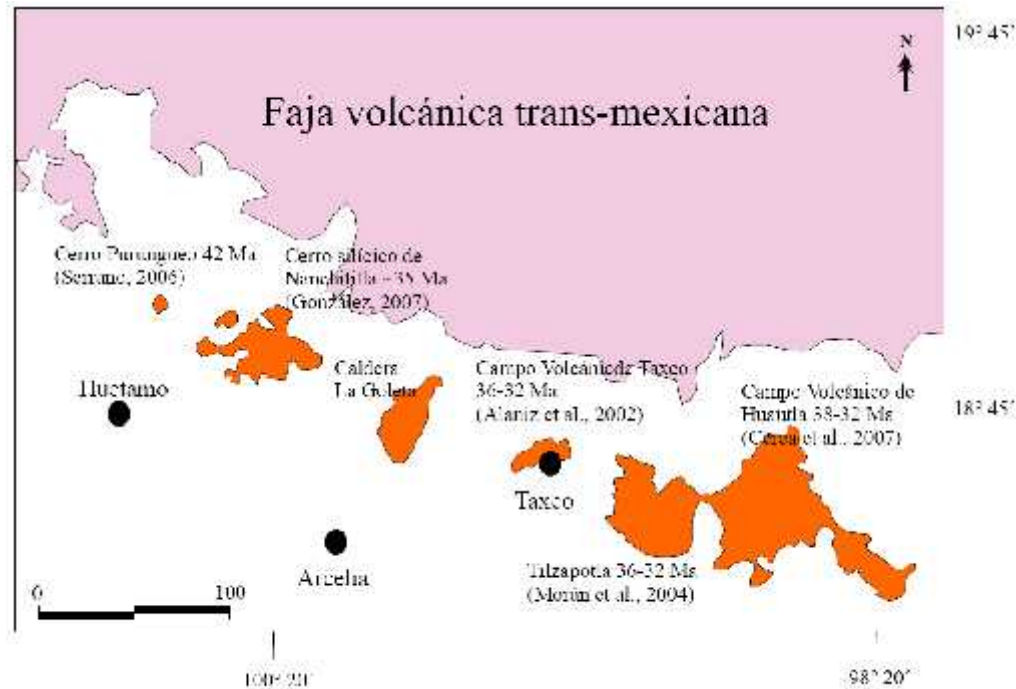 19° 45'
N
Faja volcánica trans-mexicana
Cerro Purungueo 42 Ma
(Serrano, 2006)
Cerro silícico de
Nanchititla ~35 Ma
(González, 2007)
Caldera
La Goleta
Campo Volcánico de Taxco
36-32 Ma
(Alaniz et al., 2002)
Campo Volcánico de
Huautla 38-32 Ma
(Cerca et al., 2007)
18° 45'
Huetamo
Taxco
Arcelia
Tilzapotla 36-32 Ma
(Morán et al., 2004)
0 100
100° 20'
98° 20'